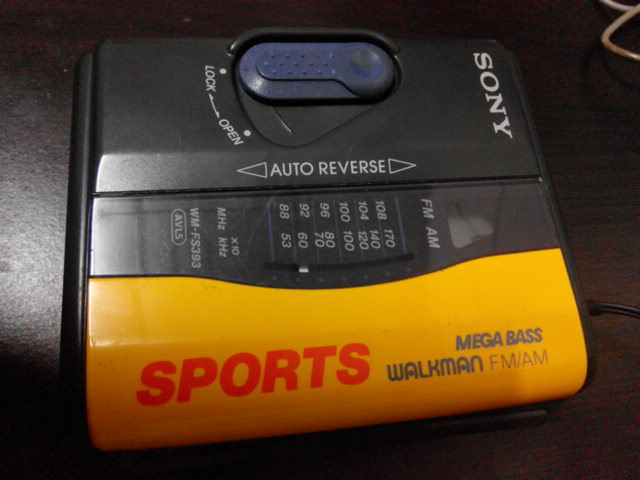 SONY
LOCK
OPEN
AUTO REVERSE
FM AM
108 170
104 140
100 120
100 100
96 80
92 70
88 60
53
x10
MHz kHz
WM-FS393
AVLS
MEGA BASS
SPORTS WALKMAN FM/AM